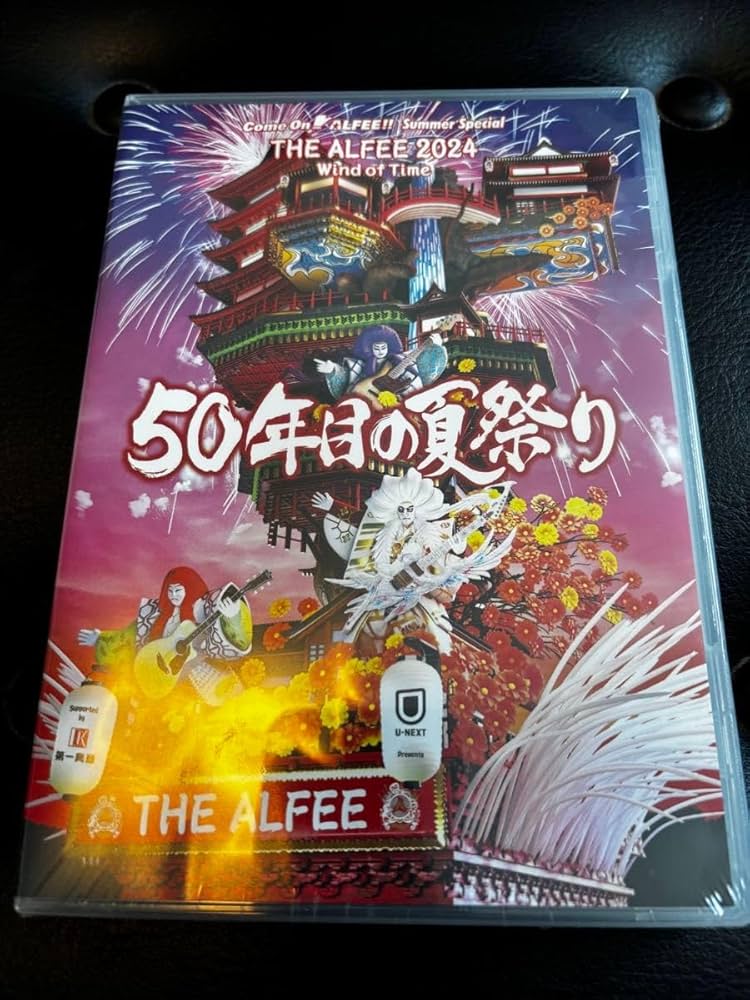 Come On ALFEE!! Summer Special
THE ALFEE 2024
Wind of Time
50年目の夏祭り
Supported
by
第一興商
U-NEXT
Presents
THE ALFEE